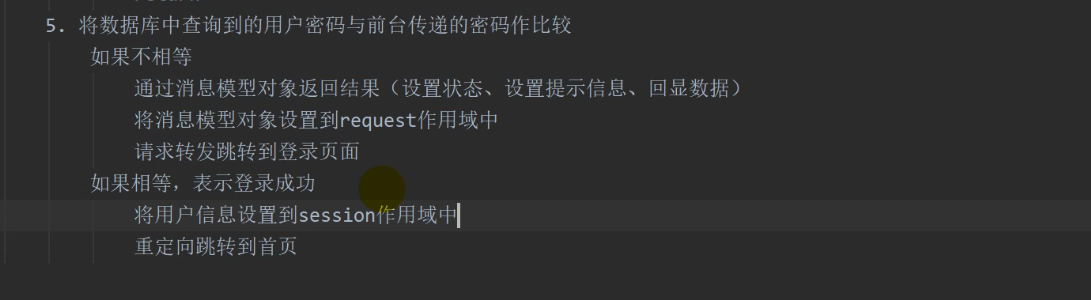 5. 将数据库中查询到的用户密码与前台传递的密码作比较
如果不相等
通过消息模型对象返回结果（设置状态、设置提示信息、回显数据）
将消息模型对象设置到request作用域中
请求转发跳转到登录页面
如果相等，表示登录成功
将用户信息设置到session作用域中
重定向跳转到首页